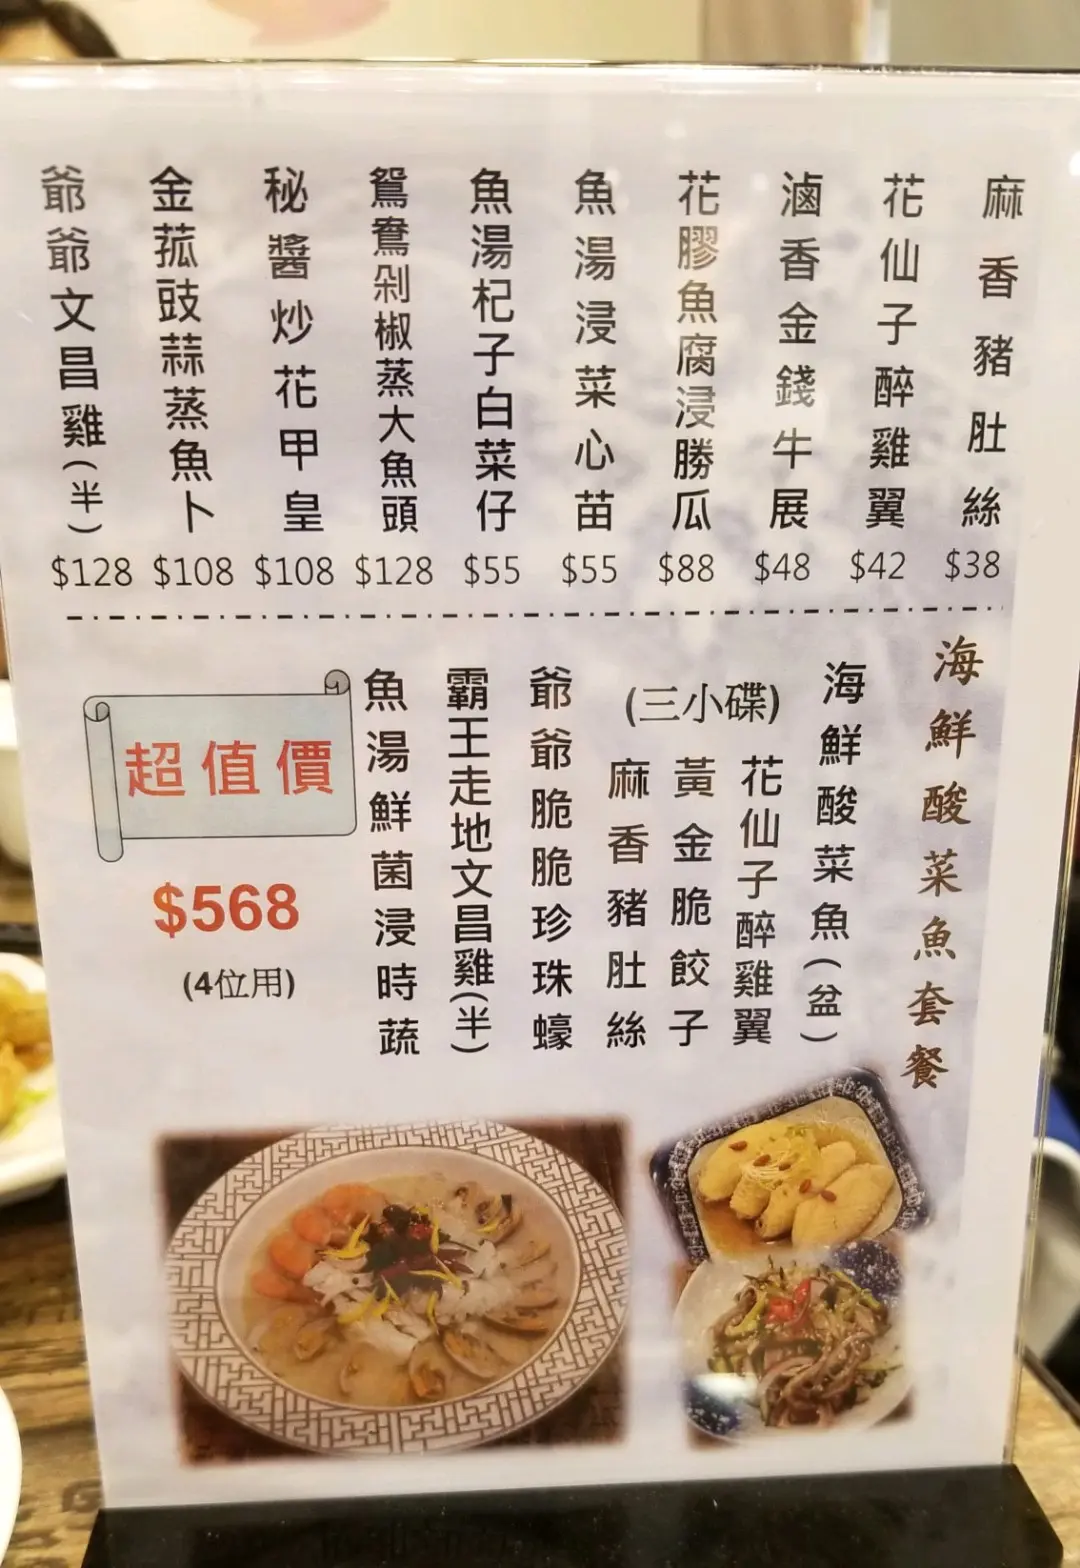 麻香豬肚絲
$38
花仙子醉雞翼
$42
滷香金錢牛展
$48
花膠魚腐浸勝瓜
$88
魚湯浸菜心苗
$55
魚湯杞子白菜仔
$55
鴛鴦剁椒蒸大魚頭
$128
秘醬炒花甲皇
$108
金菰豉蒜蒸魚卜
$108
爺爺文昌雞(半)
$128
海鮮酸菜魚套餐
海鮮酸菜魚(盆)
(三小碟)
花仙子醉雞翼
黃金脆餃子
麻香豬肚絲
爺爺脆脆珍珠蠔
霸王走地文昌雞(半)
魚湯鮮菌浸時蔬
超值價
$568
(4位用)